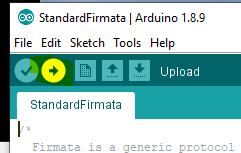 StandardFirmata | Arduino 1.8.9
File Edit Sketch Tools Help
Upload
StandardFirmata
/*
Firmata is a generic protocol